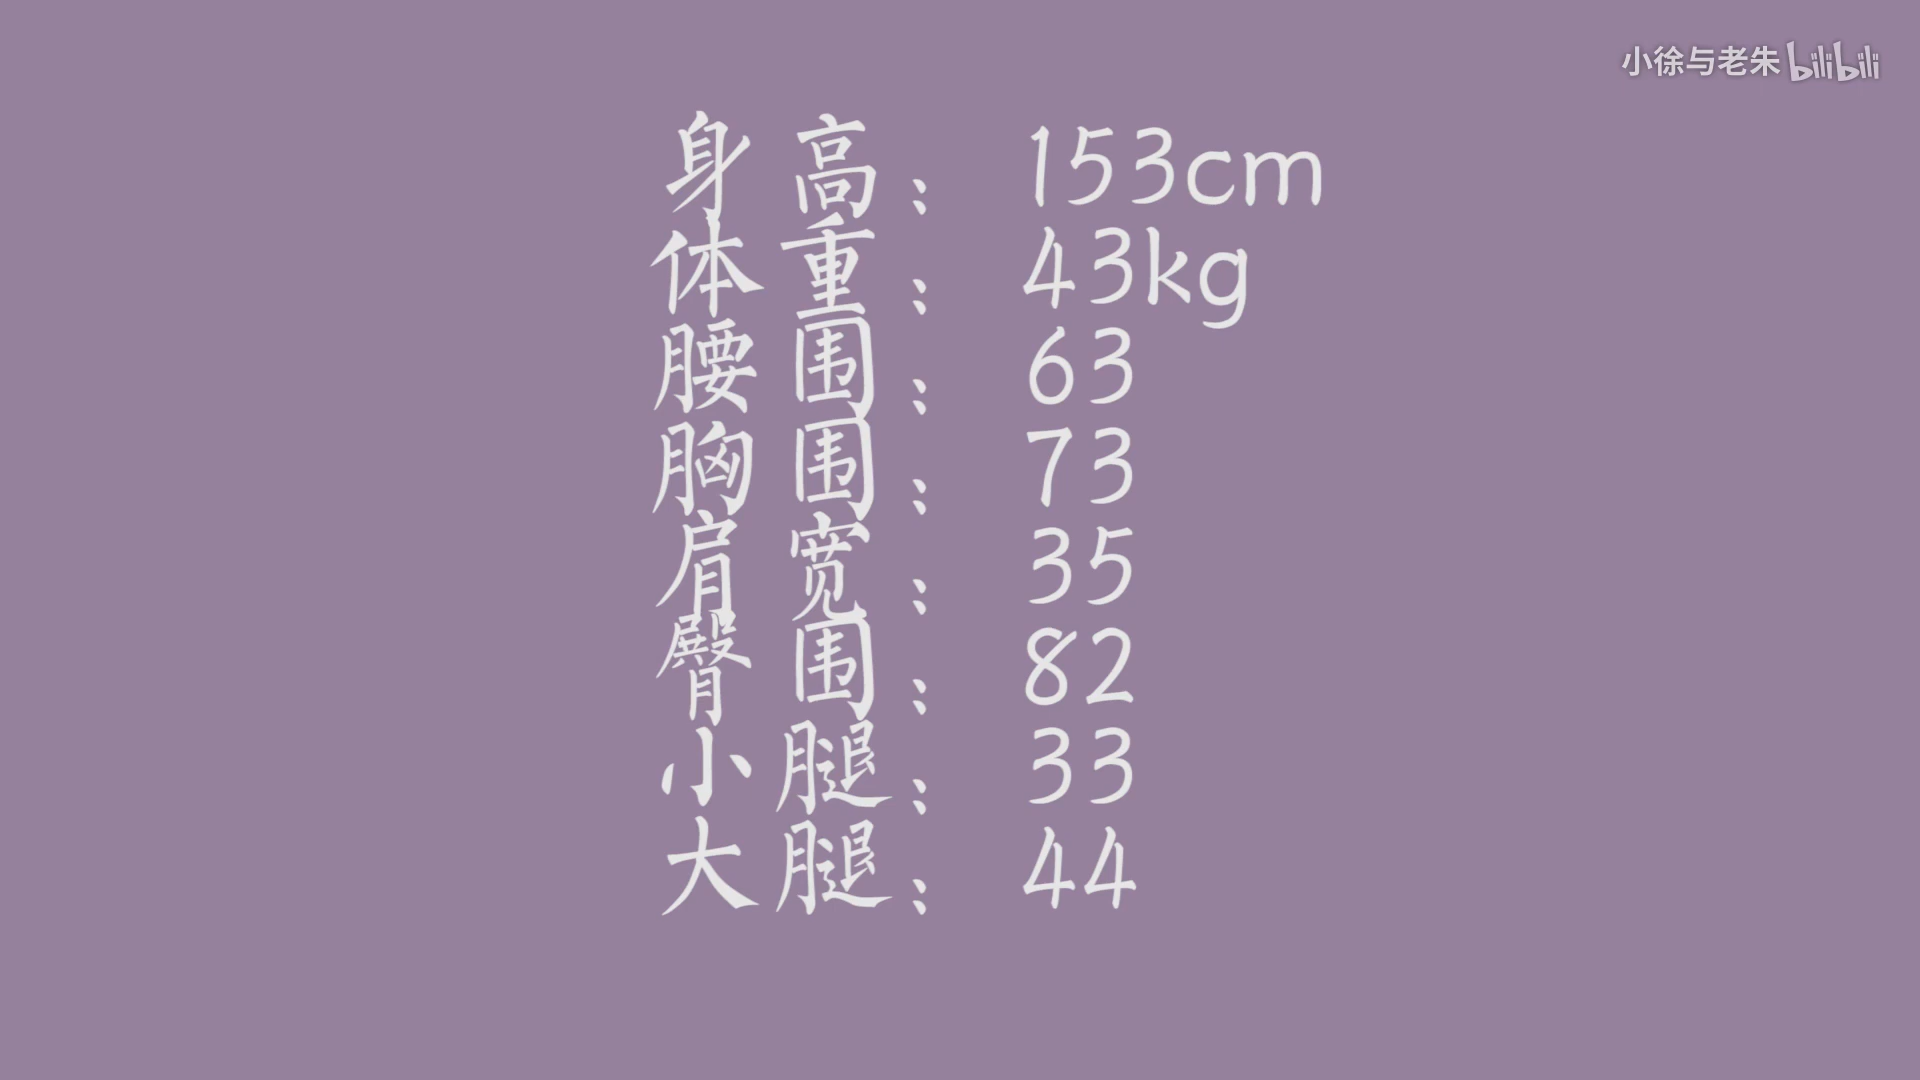 小徐与老朱 bilibili
身高： 153cm
体重： 43kg
腰围： 63
胸围： 73
肩宽： 35
臀围： 82
小腿： 33
大腿： 44